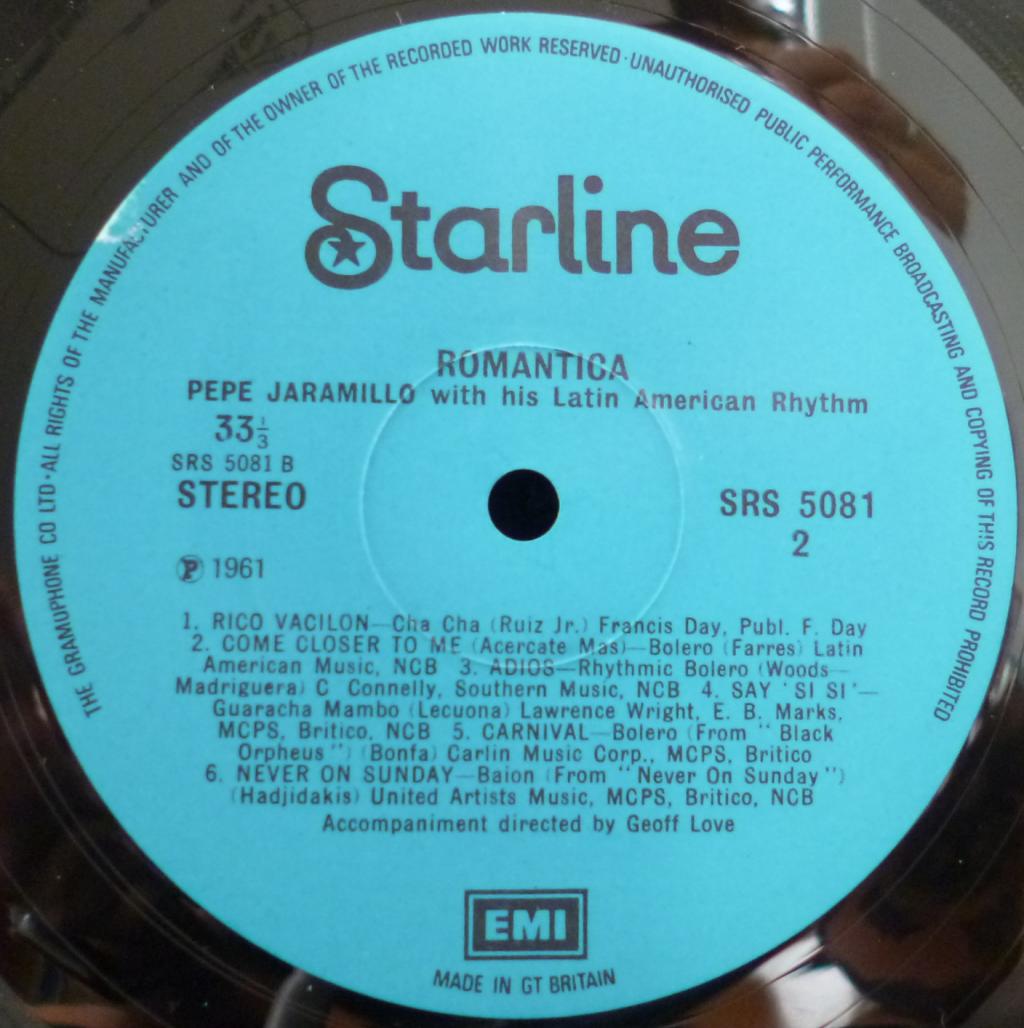 THE GRAMOPHONE CO LTD·ALL RIGHTS OF THE MANUFACTURER AND OF THE OWNER OF THE RECORDED WORK RESERVED·UNAUTHORISED PUBLIC PERFORMANCE BROADCASTING AND COPYING OF THIS RECORD PROHIBITED
Starline
ROMANTICA
PEPE JARAMILLO with his Latin American Rhythm
33⅓
SRS 5081 B
STEREO
SRS 5081
2
Ⓟ 1961
1. RICO VACILON—Cha Cha (Ruiz Jr.) Francis Day, Publ. F. Day
2. COME CLOSER TO ME (Acercate Mas)—Bolero (Farres) Latin
American Music, NCB 3. ADIOS—Rhythmic Bolero (Woods—
Madriguera) C Connelly, Southern Music, NCB 4. SAY 'SI SI'—
Guaracha Mambo (Lecuona) Lawrence Wright, E. B. Marks,
MCPS, Britico, NCB 5. CARNIVAL—Bolero (From "Black
Orpheus") (Bonfa) Carlin Music Corp., MCPS, Britico
6. NEVER ON SUNDAY—Baion (From "Never On Sunday")
(Hadjidakis) United Artists Music, MCPS, Britico, NCB
Accompaniment directed by Geoff Love
EMI
MADE IN GT BRITAIN